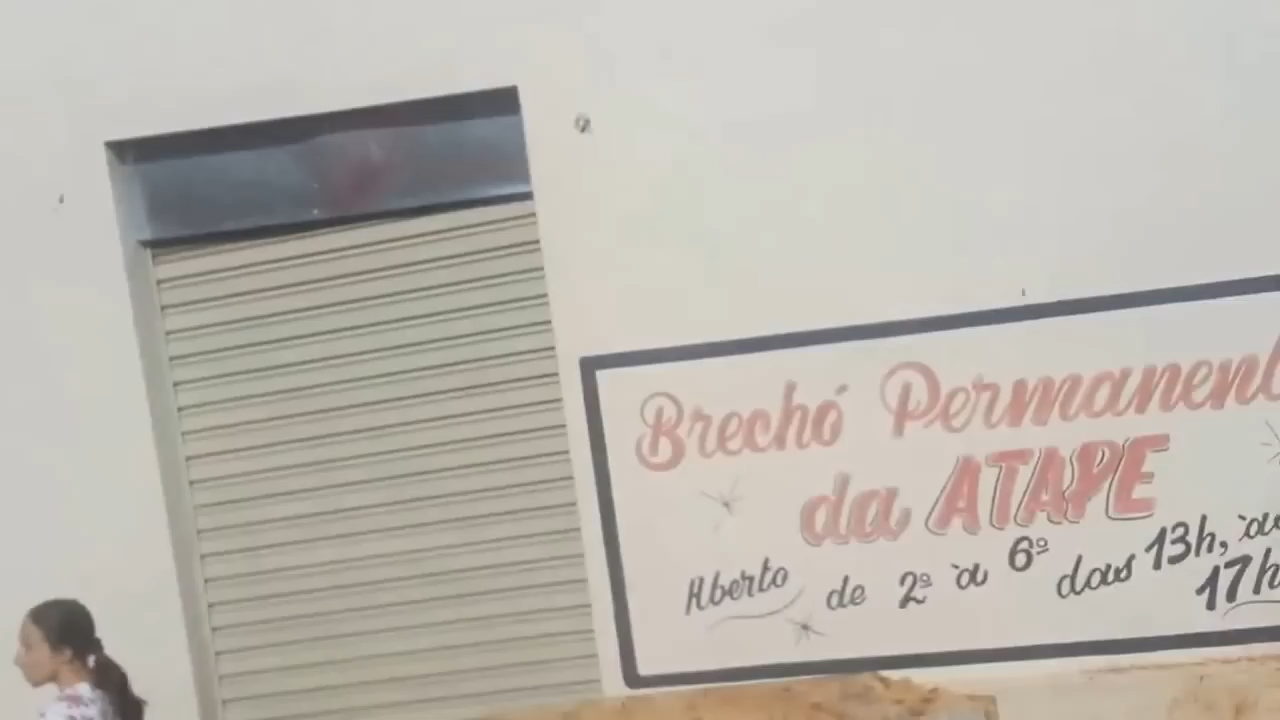 Brechó Permanent
da ATAPE
Aberto de 2ª à 6ª das 13h, às
17h